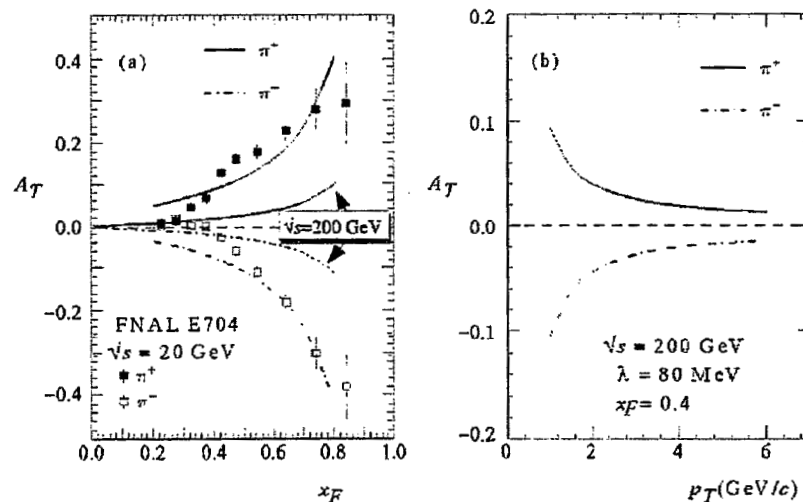 (a)
π⁺
π⁻
0.4
0.2
0.0
−0.2
−0.4
A_T
√s=200 GeV
FNAL E704
√s = 20 GeV
π⁺
π⁻
0.0 0.2 0.4 0.6 0.8 1.0
x_F
(b)
π⁺
π⁻
0.2
0.1
0.0
−0.1
−0.2
A_T
√s = 200 GeV
λ = 80 MeV
x_F= 0.4
0 2 4 6
p_T(GeV/c)